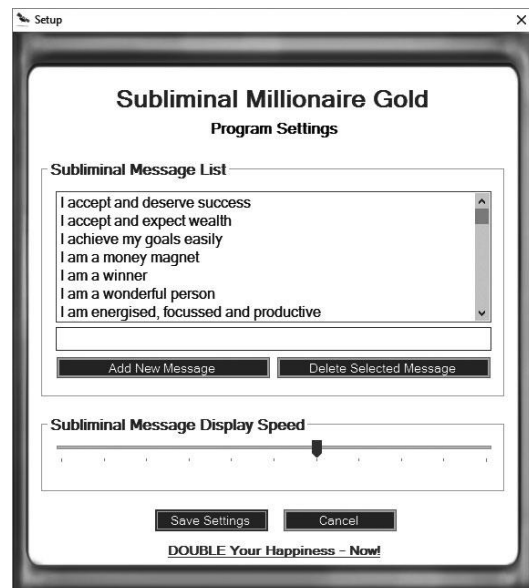 Setup
Subliminal Millionaire Gold
Program Settings
Subliminal Message List
I accept and deserve success
I accept and expect wealth
I achieve my goals easily
I am a money magnet
I am a winner
I am a wonderful person
I am energised, focussed and productive
Add New Message
Delete Selected Message
Subliminal Message Display Speed
Save Settings
Cancel
DOUBLE Your Happiness - Now!